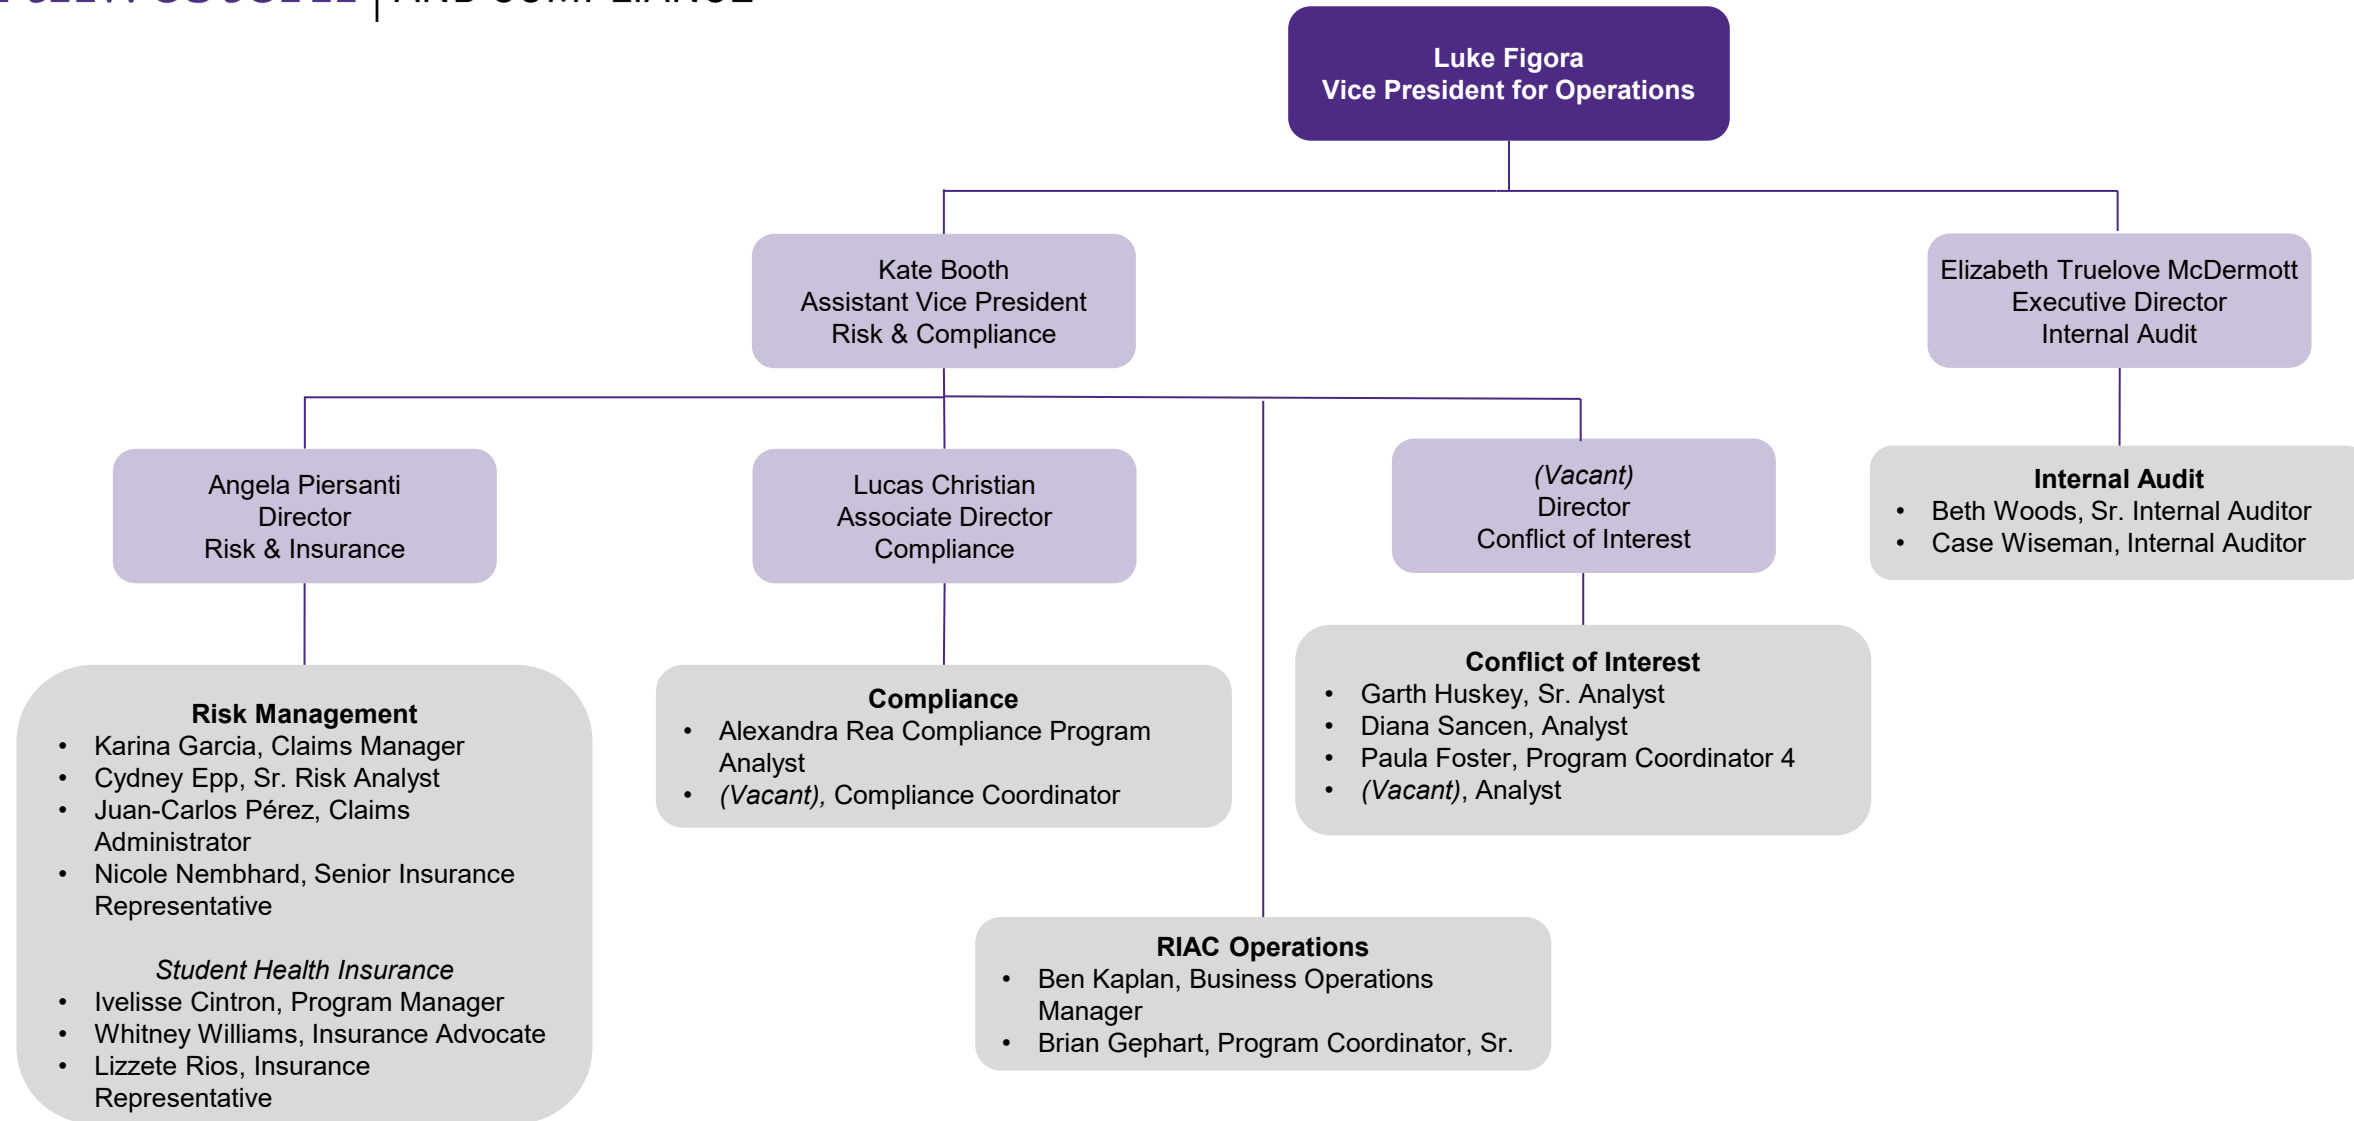 AND COMPLIANCE
Luke Figora
Vice President for Operations
Kate Booth
Assistant Vice President
Risk & Compliance
Elizabeth Truelove McDermott
Executive Director
Internal Audit
Angela Piersanti
Director
Risk & Insurance
Lucas Christian
Associate Director
Compliance
(Vacant)
Director
Conflict of Interest
Internal Audit
• Beth Woods, Sr. Internal Auditor
• Case Wiseman, Internal Auditor
Risk Management
• Karina Garcia, Claims Manager
• Cydney Epp, Sr. Risk Analyst
• Juan-Carlos Pérez, Claims
Administrator
• Nicole Nembhard, Senior Insurance
Representative
Student Health Insurance
• Ivelisse Cintron, Program Manager
• Whitney Williams, Insurance Advocate
• Lizzete Rios, Insurance
Representative
Compliance
• Alexandra Rea Compliance Program
Analyst
• (Vacant), Compliance Coordinator
Conflict of Interest
• Garth Huskey, Sr. Analyst
• Diana Sancen, Analyst
• Paula Foster, Program Coordinator 4
• (Vacant), Analyst
RIAC Operations
• Ben Kaplan, Business Operations
Manager
• Brian Gephart, Program Coordinator, Sr.